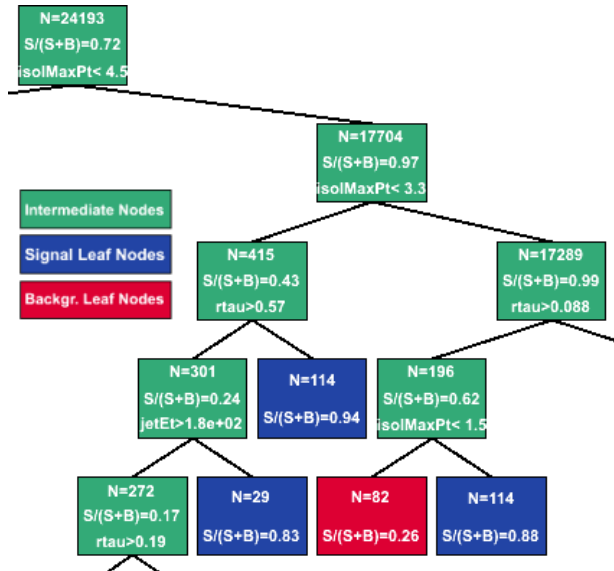 N=24193
S/(S+B)=0.72
isolMaxPt< 4.5
N=17704
S/(S+B)=0.97
isolMaxPt< 3.3
Intermediate Nodes
Signal Leaf Nodes
Backgr. Leaf Nodes
N=415
S/(S+B)=0.43
rtau>0.57
N=17289
S/(S+B)=0.99
rtau>0.088
N=301
S/(S+B)=0.24
jetEt>1.8e+02
N=114
S/(S+B)=0.94
N=196
S/(S+B)=0.62
isolMaxPt< 1.5
N=272
S/(S+B)=0.17
rtau>0.19
N=29
S/(S+B)=0.83
N=82
S/(S+B)=0.26
N=114
S/(S+B)=0.88